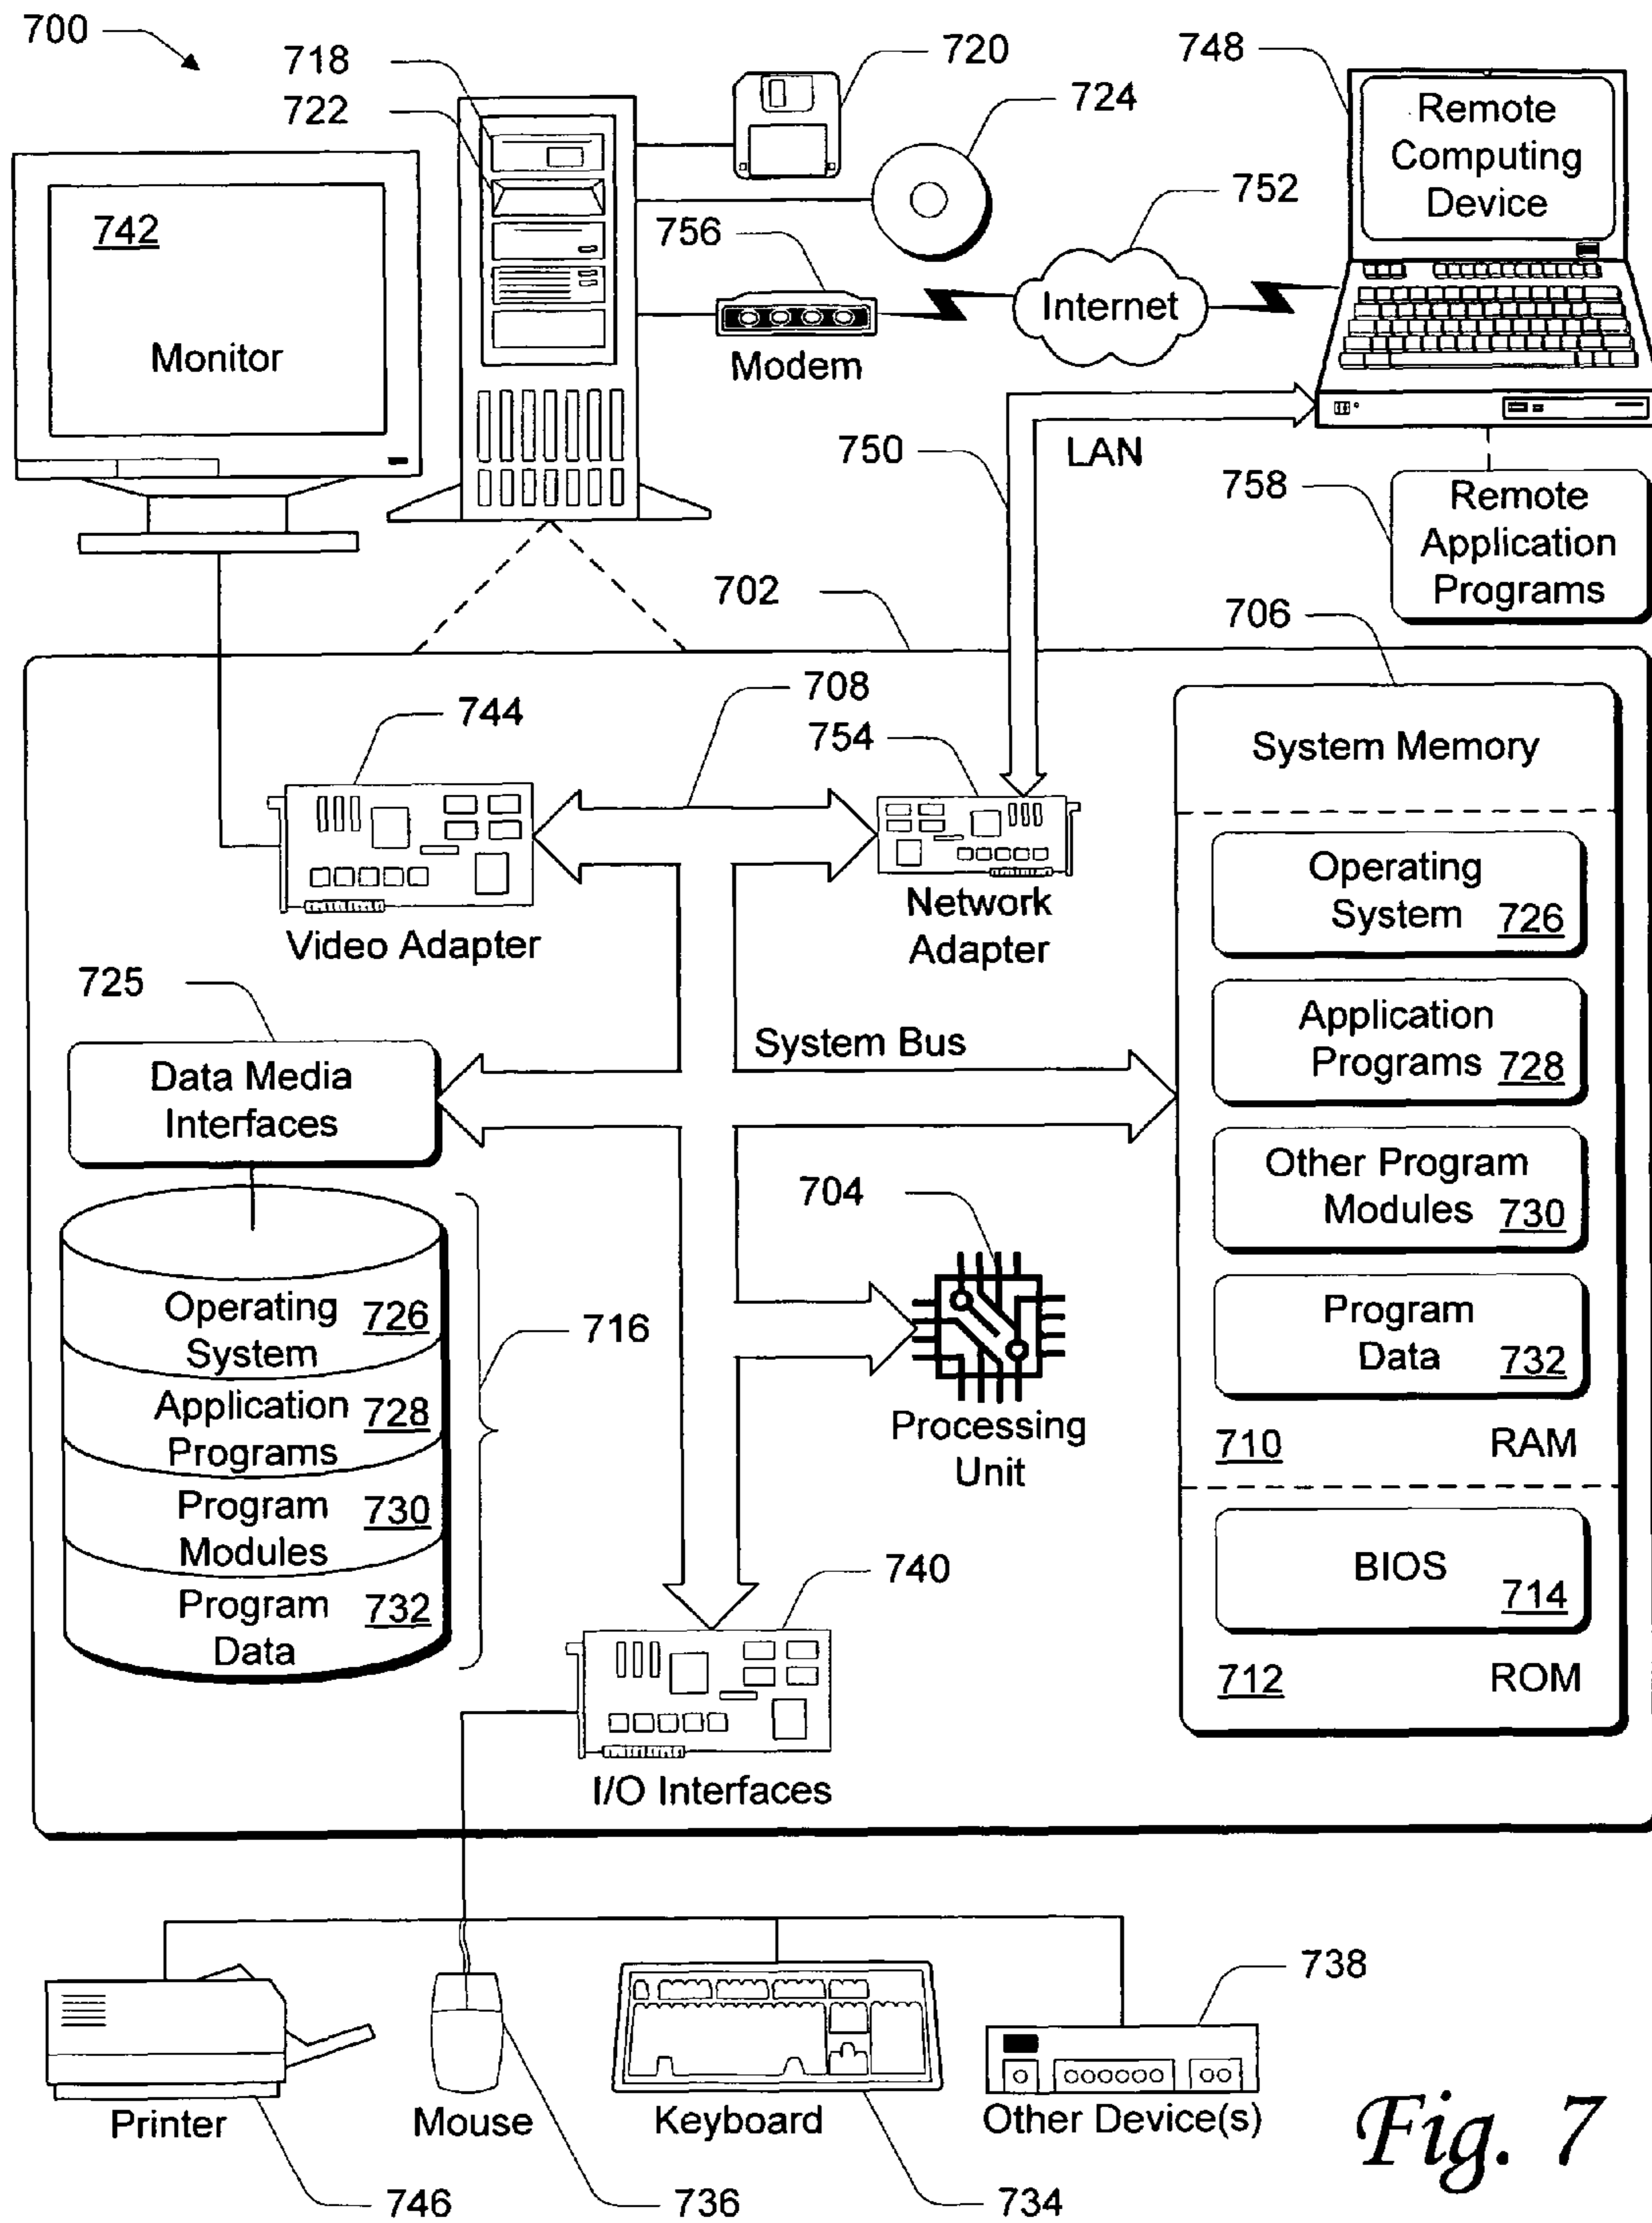 700
718
722
720
724
748
Remote
Computing
Device
742
Monitor
756
Modem
752
Internet
750
LAN
758
Remote
Application
Programs
702
706
708
744
754
Video Adapter
Network
Adapter
System Memory
Operating
System 726
Application
Programs 728
Other Program
Modules 730
Program
Data 732
710 RAM
BIOS
714
712 ROM
725
Data Media
Interfaces
System Bus
704
Processing
Unit
Operating
System 726
Application
Programs 728
Program
Modules 730
Program
Data 732
716
740
I/O Interfaces
738
Printer
Mouse
Keyboard
Other Device(s)
746
736
734
Fig. 7